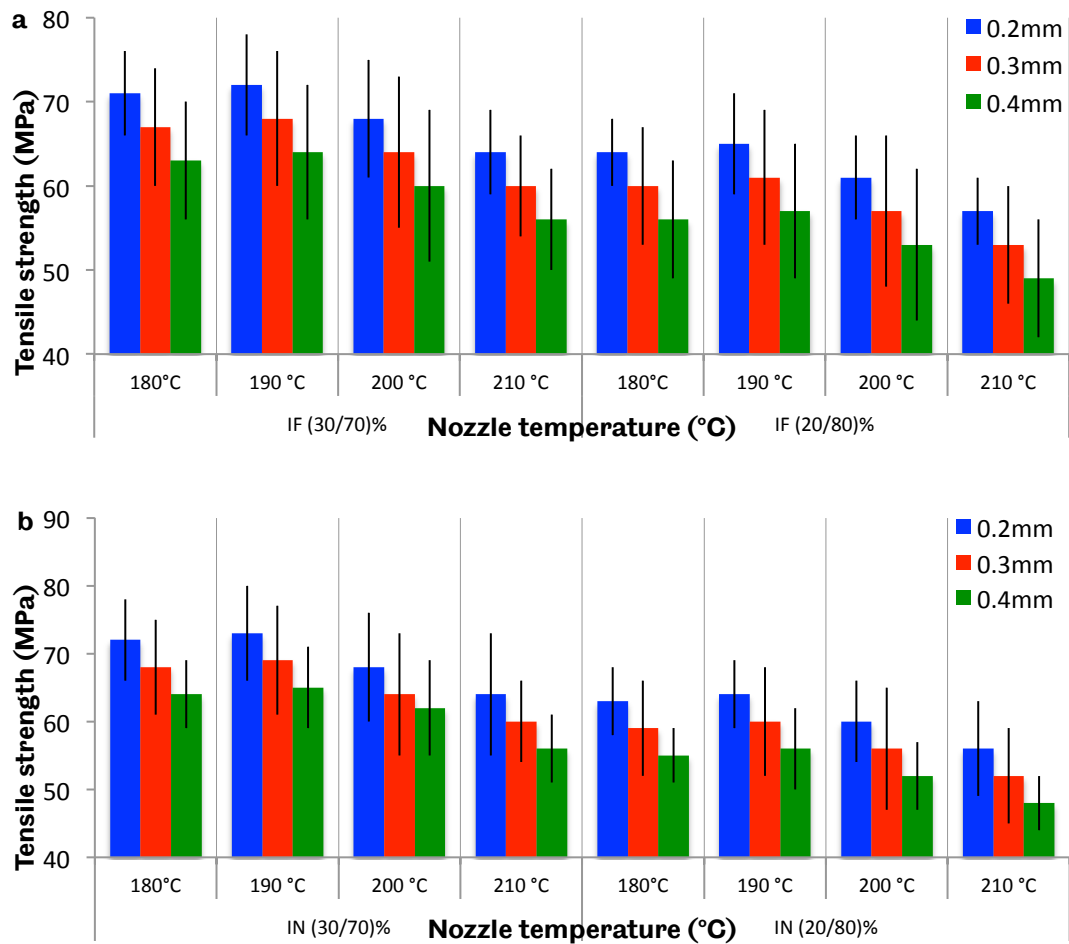 a
80
70
60
50
40
Tensile strength (MPa)
0.2mm
0.3mm
0.4mm
180°C 190 °C 200 °C 210 °C 180°C 190 °C 200 °C 210 °C
IF (30/70)% Nozzle temperature (°C) IF (20/80)%
b
90
80
70
60
50
40
Tensile strength (MPa)
0.2mm
0.3mm
0.4mm
180°C 190 °C 200 °C 210 °C 180°C 190 °C 200 °C 210 °C
IN (30/70)% Nozzle temperature (°C) IN (20/80)%